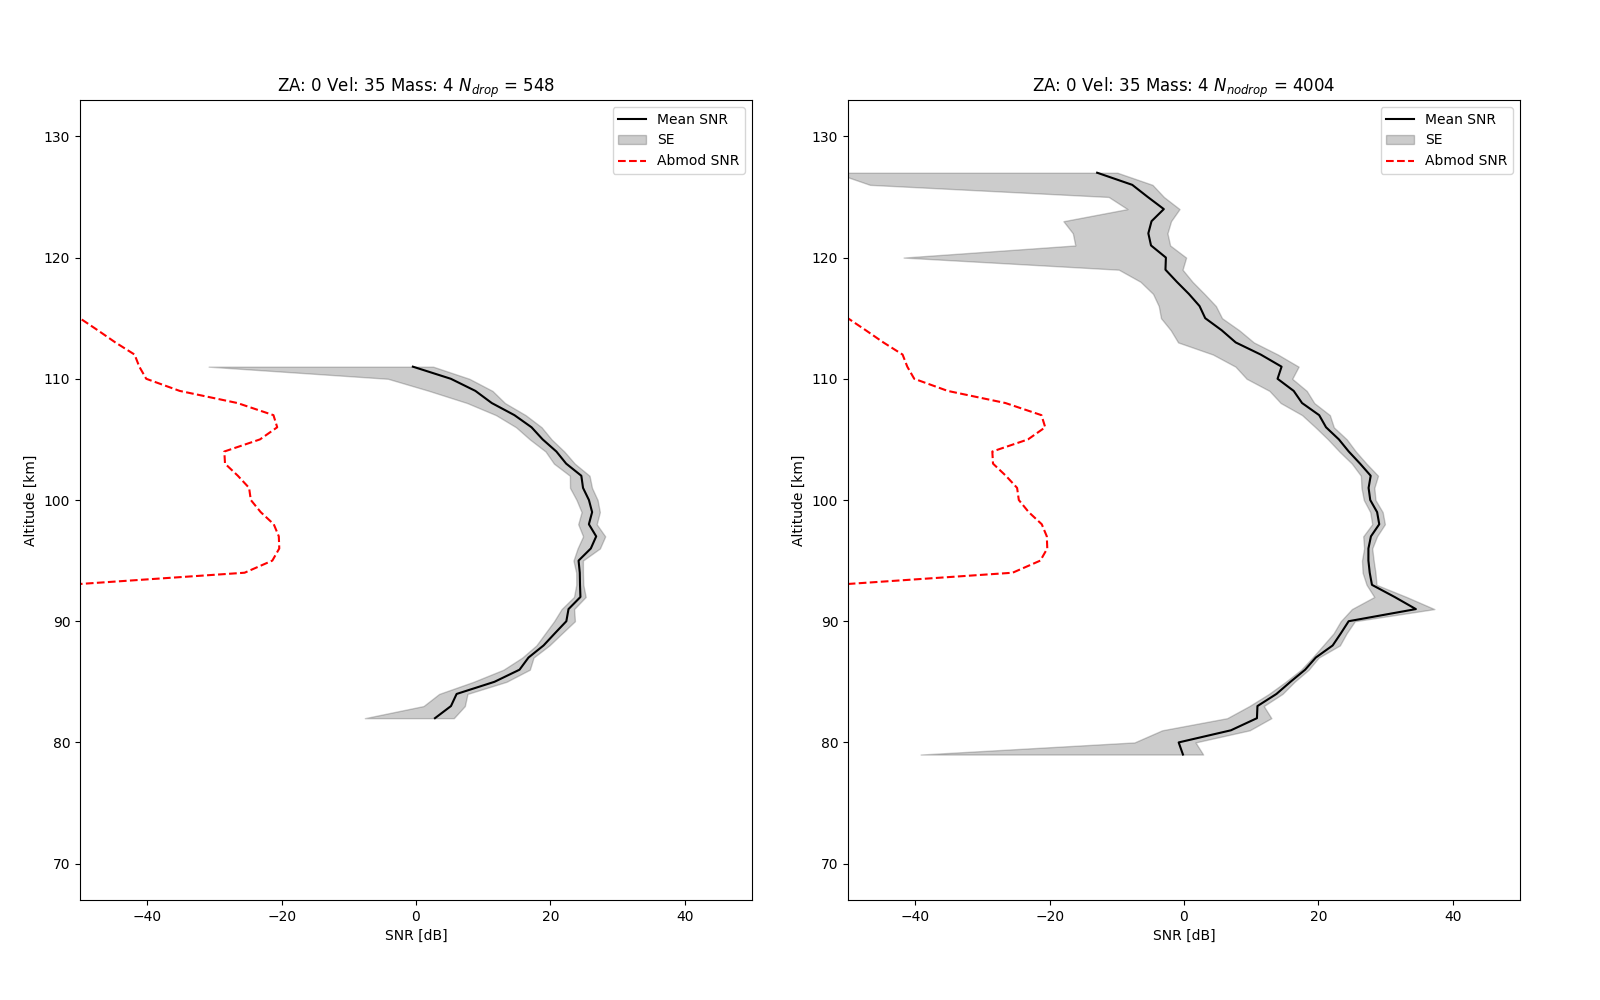 ZA: 0 Vel: 35 Mass: 4 N_drop = 548
Mean SNR
SE
Abmod SNR
130
120
110
100
90
80
70
Altitude [km]
−40
−20
0
20
40
SNR [dB]
ZA: 0 Vel: 35 Mass: 4 N_nodrop = 4004
Mean SNR
SE
Abmod SNR
130
120
110
100
90
80
70
Altitude [km]
−40
−20
0
20
40
SNR [dB]